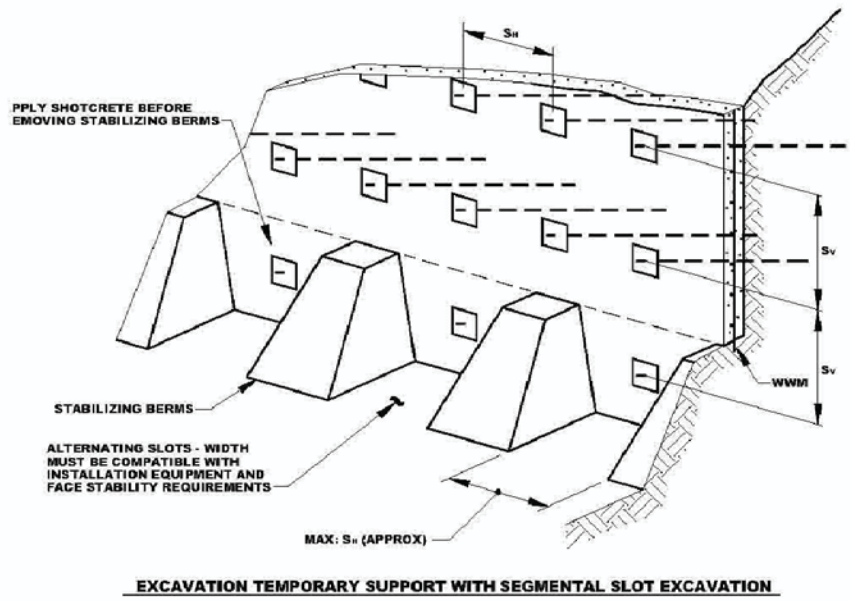 SH
PPLY SHOTCRETE BEFORE
EMOVING STABILIZING BERMS
SV
SV
WWM
STABILIZING BERMS
ALTERNATING SLOTS - WIDTH
MUST BE COMPATIBLE WITH
INSTALLATION EQUIPMENT AND
FACE STABILITY REQUIREMENTS
MAX: SH (APPROX)
EXCAVATION TEMPORARY SUPPORT WITH SEGMENTAL SLOT EXCAVATION